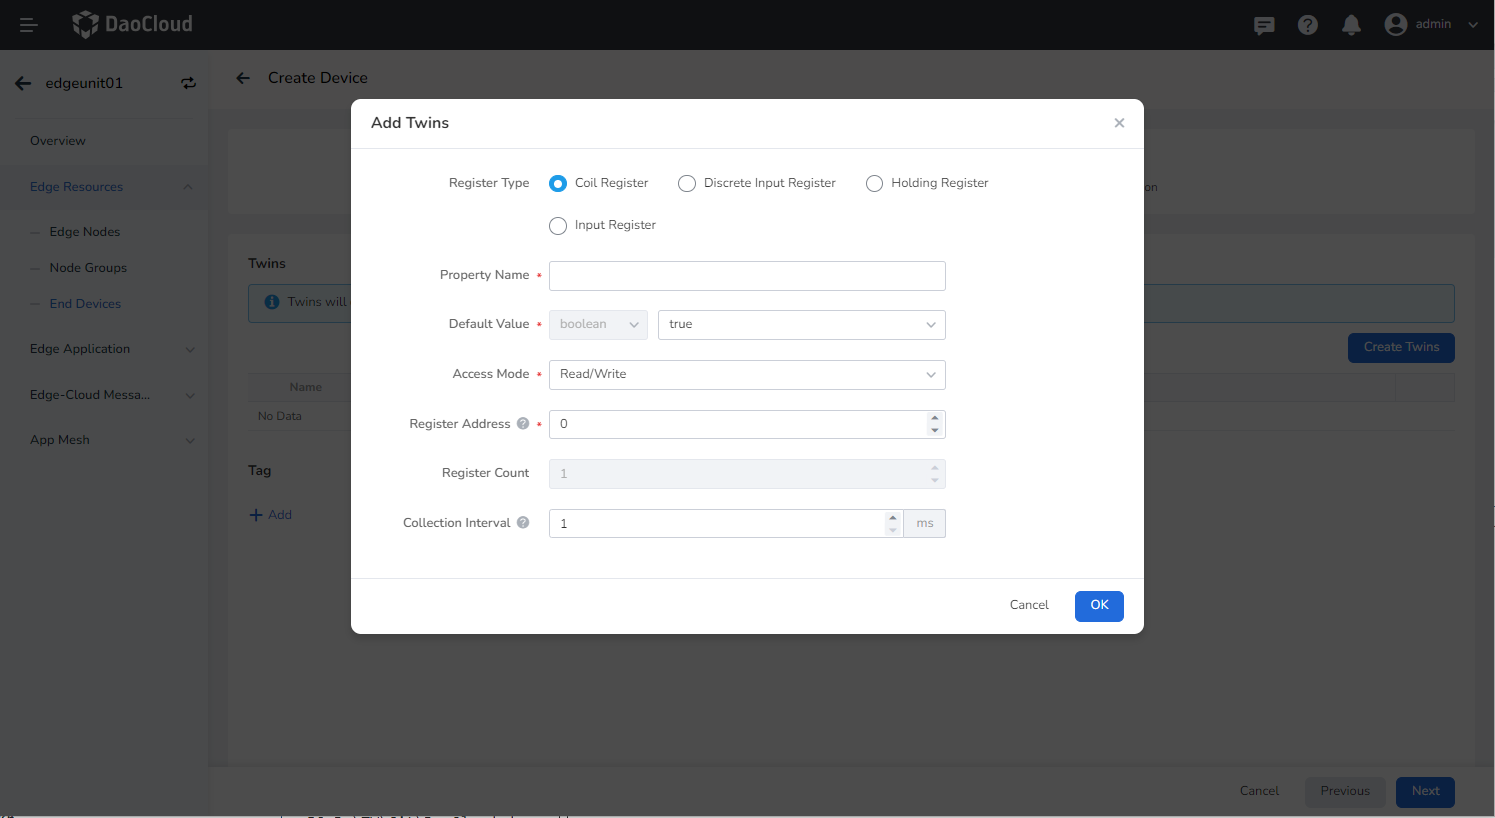 DaoCloud
admin
edgeunit01
Create Device
Overview
Edge Resources
Edge Nodes
Node Groups
End Devices
Edge Application
Edge-Cloud Messa...
App Mesh
on
Twins
Twins will
Create Twins
Name
No Data
Tag
Add
Cancel
Previous
Next
Add Twins
Register Type
Coil Register
Discrete Input Register
Holding Register
Input Register
Property Name *
Default Value *
boolean
true
Access Mode *
Read/Write
Register Address ? *
0
Register Count
1
Collection Interval ?
1
ms
Cancel
OK